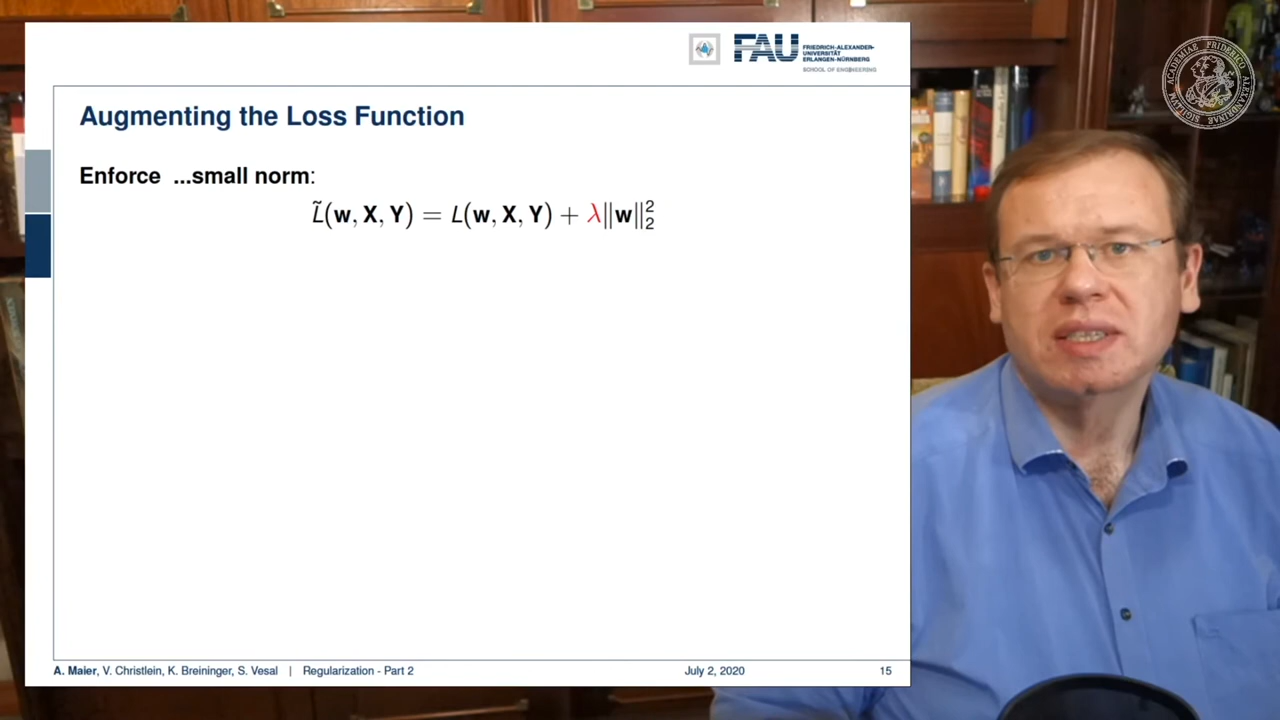 FAU
FRIEDRICH-ALEXANDER-
UNIVERSITÄT
ERLANGEN-NÜRNBERG
SCHOOL OF ENGINEERING
Augmenting the Loss Function
Enforce ...small norm:
L̃(w, X, Y) = L(w, X, Y) + λ‖w‖₂²
A. Maier, V. Christlein, K. Breininger, S. Vesal | Regularization - Part 2
July 2, 2020
15